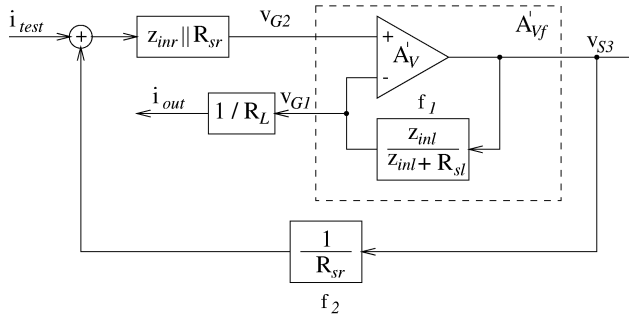 i_test
+
z_inr || R_sr
v_G2
A'_V
+
-
A'_Vf
v_S3
i_out
1 / R_L
v_G1
f_1
z_inl
z_inl + R_sl
1
R_sr
f_2